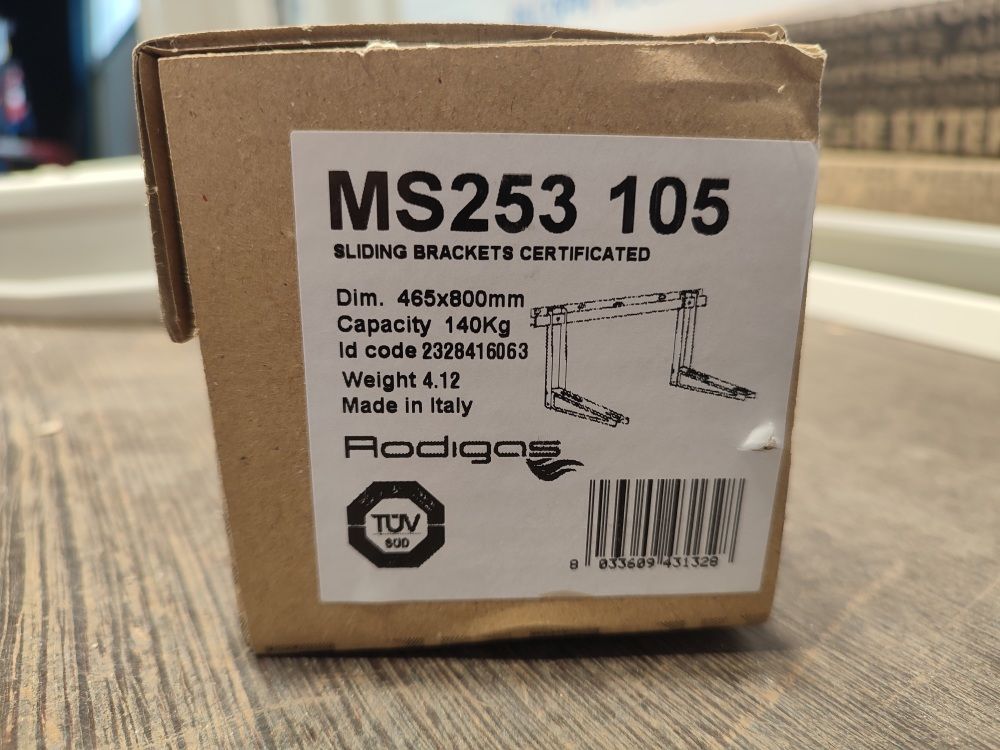 MS253 105
SLIDING BRACKETS CERTIFICATED
Dim. 465x800mm
Capacity 140Kg
Id code 2328416063
Weight 4.12
Made in Italy
Rodigas
TÜV
SÜD
8 033609 431328